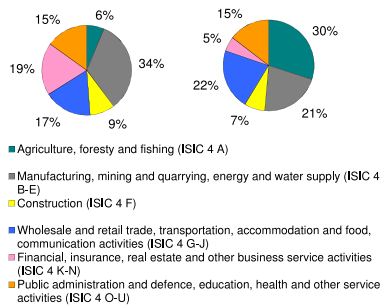 15%
6%
34%
9%
17%
19%
15%
30%
21%
7%
22%
5%
Agriculture, foresty and fishing (ISIC 4 A)
Manufacturing, mining and quarrying, energy and water supply (ISIC 4
B-E)
Construction (ISIC 4 F)
Wholesale and retail trade, transportation, accommodation and food,
communication activities (ISIC 4 G-J)
Financial, insurance, real estate and other business service activities
(ISIC 4 K-N)
Public administration and defence, education, health and other service
activities (ISIC 4 O-U)